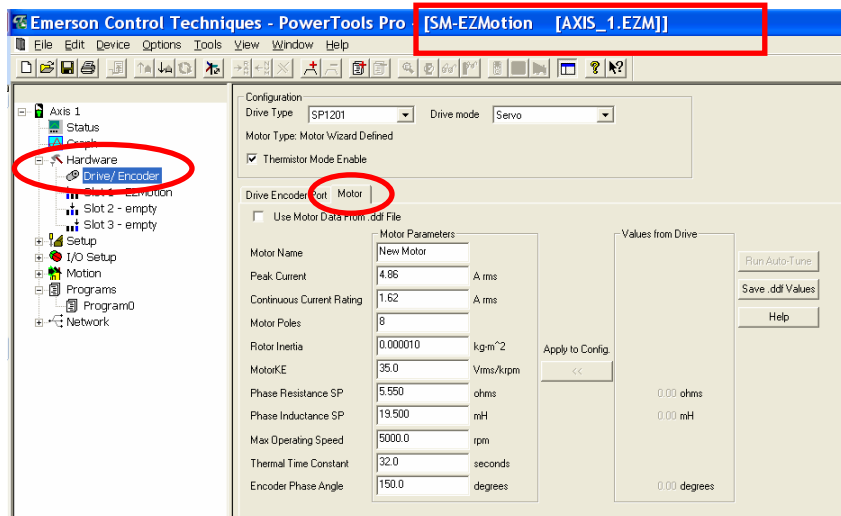 Emerson Control Techniques - PowerTools Pro - [SM-EZMotion [AXIS_1.EZM]]
File Edit Device Options Tools View Window Help
Axis 1
Status
Graph
Hardware
Drive/Encoder
Slot 1 - EZMotion
Slot 2 - empty
Slot 3 - empty
Setup
I/O Setup
Motion
Programs
Program0
Network
Configuration
Drive Type SP1201 Drive mode Servo
Motor Type: Motor Wizard Defined
Thermistor Mode Enable
Drive Encoder Port Motor
Use Motor Data From .ddf File
Motor Parameters Values from Drive
Motor Name New Motor
Peak Current 4.86 A rms
Continuous Current Rating 1.62 A rms
Motor Poles 8
Rotor Inertia 0.000010 kg-m^2
MotorKE 35.0 Vrms/krpm
Phase Resistance SP 5.550 ohms 0.00 ohms
Phase Inductance SP 19.500 mH 0.00 mH
Max Operating Speed 5000.0 rpm
Thermal Time Constant 32.0 seconds
Encoder Phase Angle 150.0 degrees 0.00 degrees
Apply to Config.
<<
Run Auto-Tune
Save .ddf Values
Help